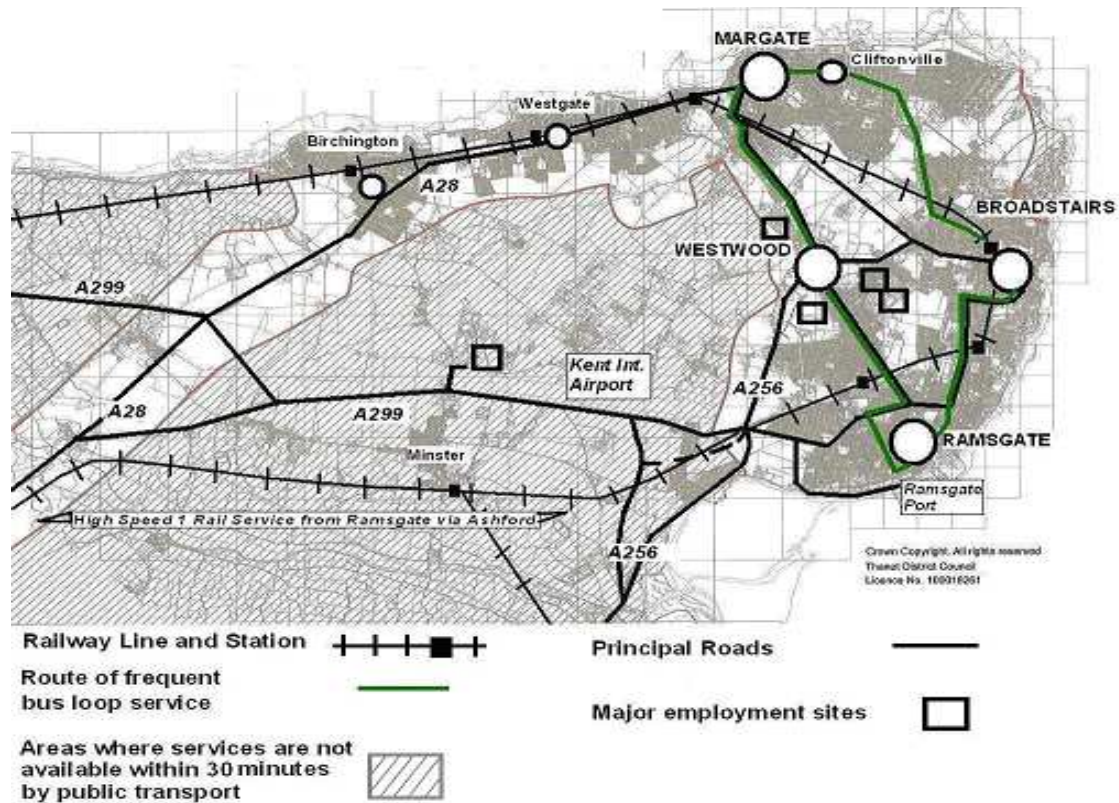 MARGATE
Cliftonville
Westgate
Birchington
A28
BROADSTAIRS
WESTWOOD
A299
Kent Int.
Airport
A256
A28
A299
RAMSGATE
Minster
Ramsgate
Port
High Speed 1 Rail Service from Ramsgate via Ashford
A256
Crown Copyright. All rights reserved
Thanet District Council
Licence No. 100018261
Railway Line and Station
Principal Roads
Route of frequent
bus loop service
Major employment sites
Areas where services are not
available within 30 minutes
by public transport